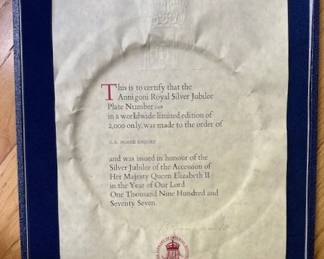 This is to certify that the
Annigoni Royal Silver Jubilee
Plate Number
in a worldwide limited edition of
2,000 only, was made to the order of
and was issued in honour of the
Silver Jubilee of the Accession of
Her Majesty Queen Elizabeth II
in the Year of Our Lord
One Thousand Nine Hundred and
Seventy Seven